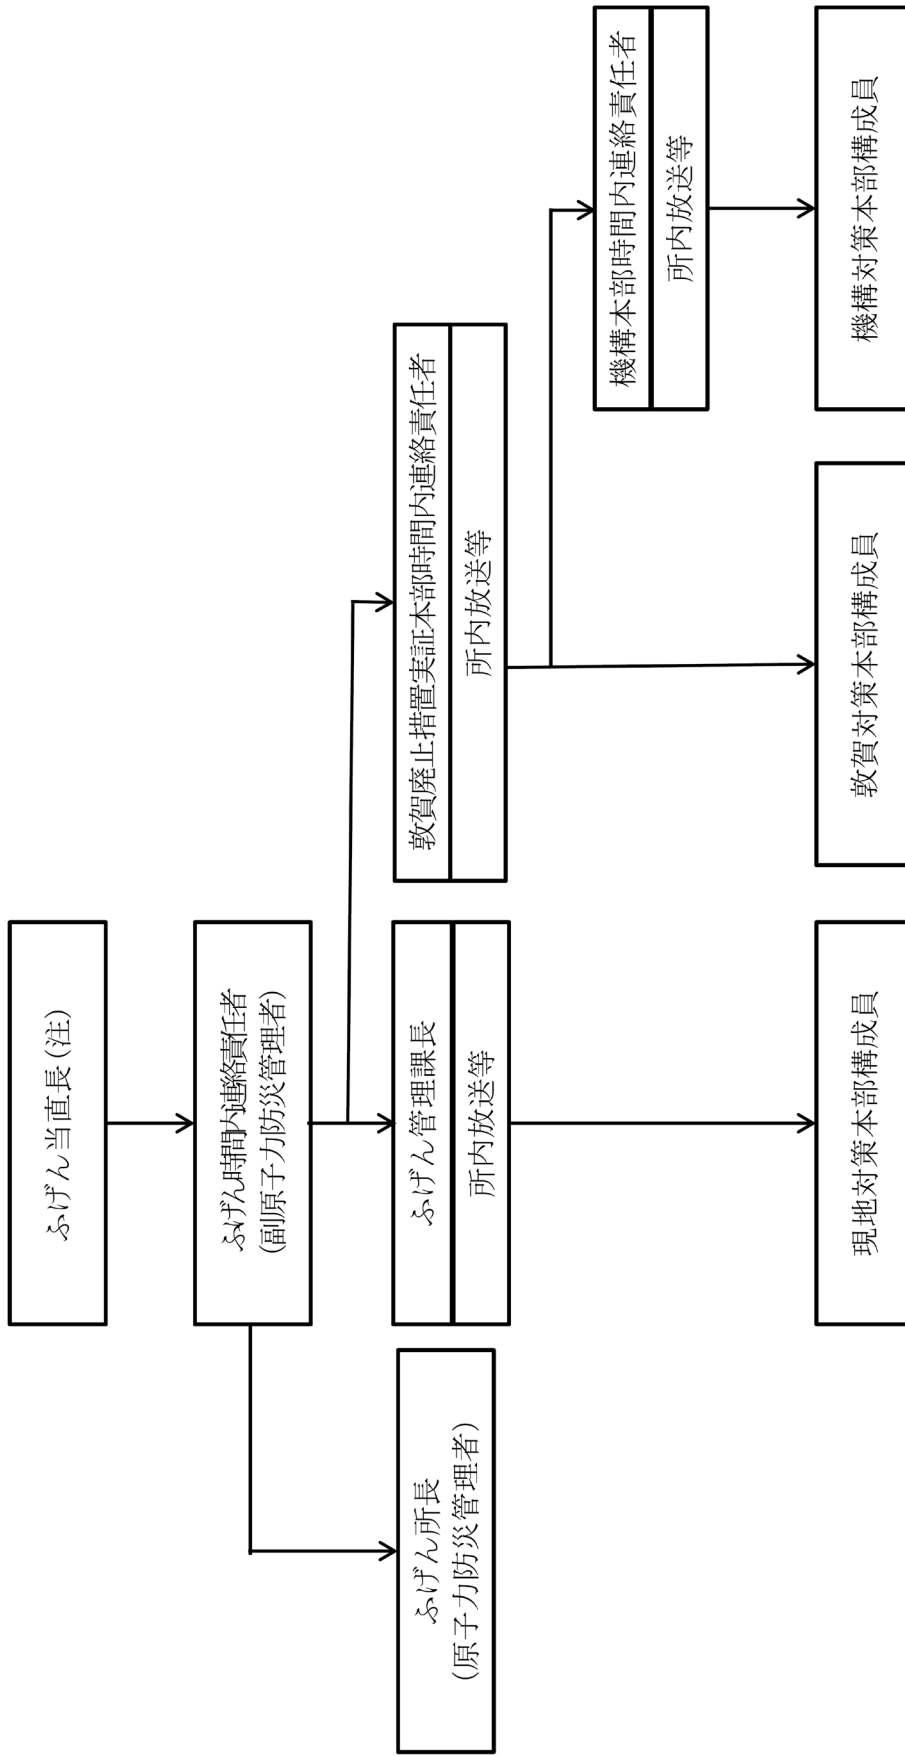 ふげん当直長(注)
ふげん時間内連絡責任者
(副原子力防災管理者)
ふげん所長
(原子力防災管理者)
ふげん管理課長
所内放送等
敦賀廃止措置実証本部時間内連絡責任者
所内放送等
機構本部時間内連絡責任者
所内放送等
現地対策本部構成員
敦賀対策本部構成員
機構対策本部構成員